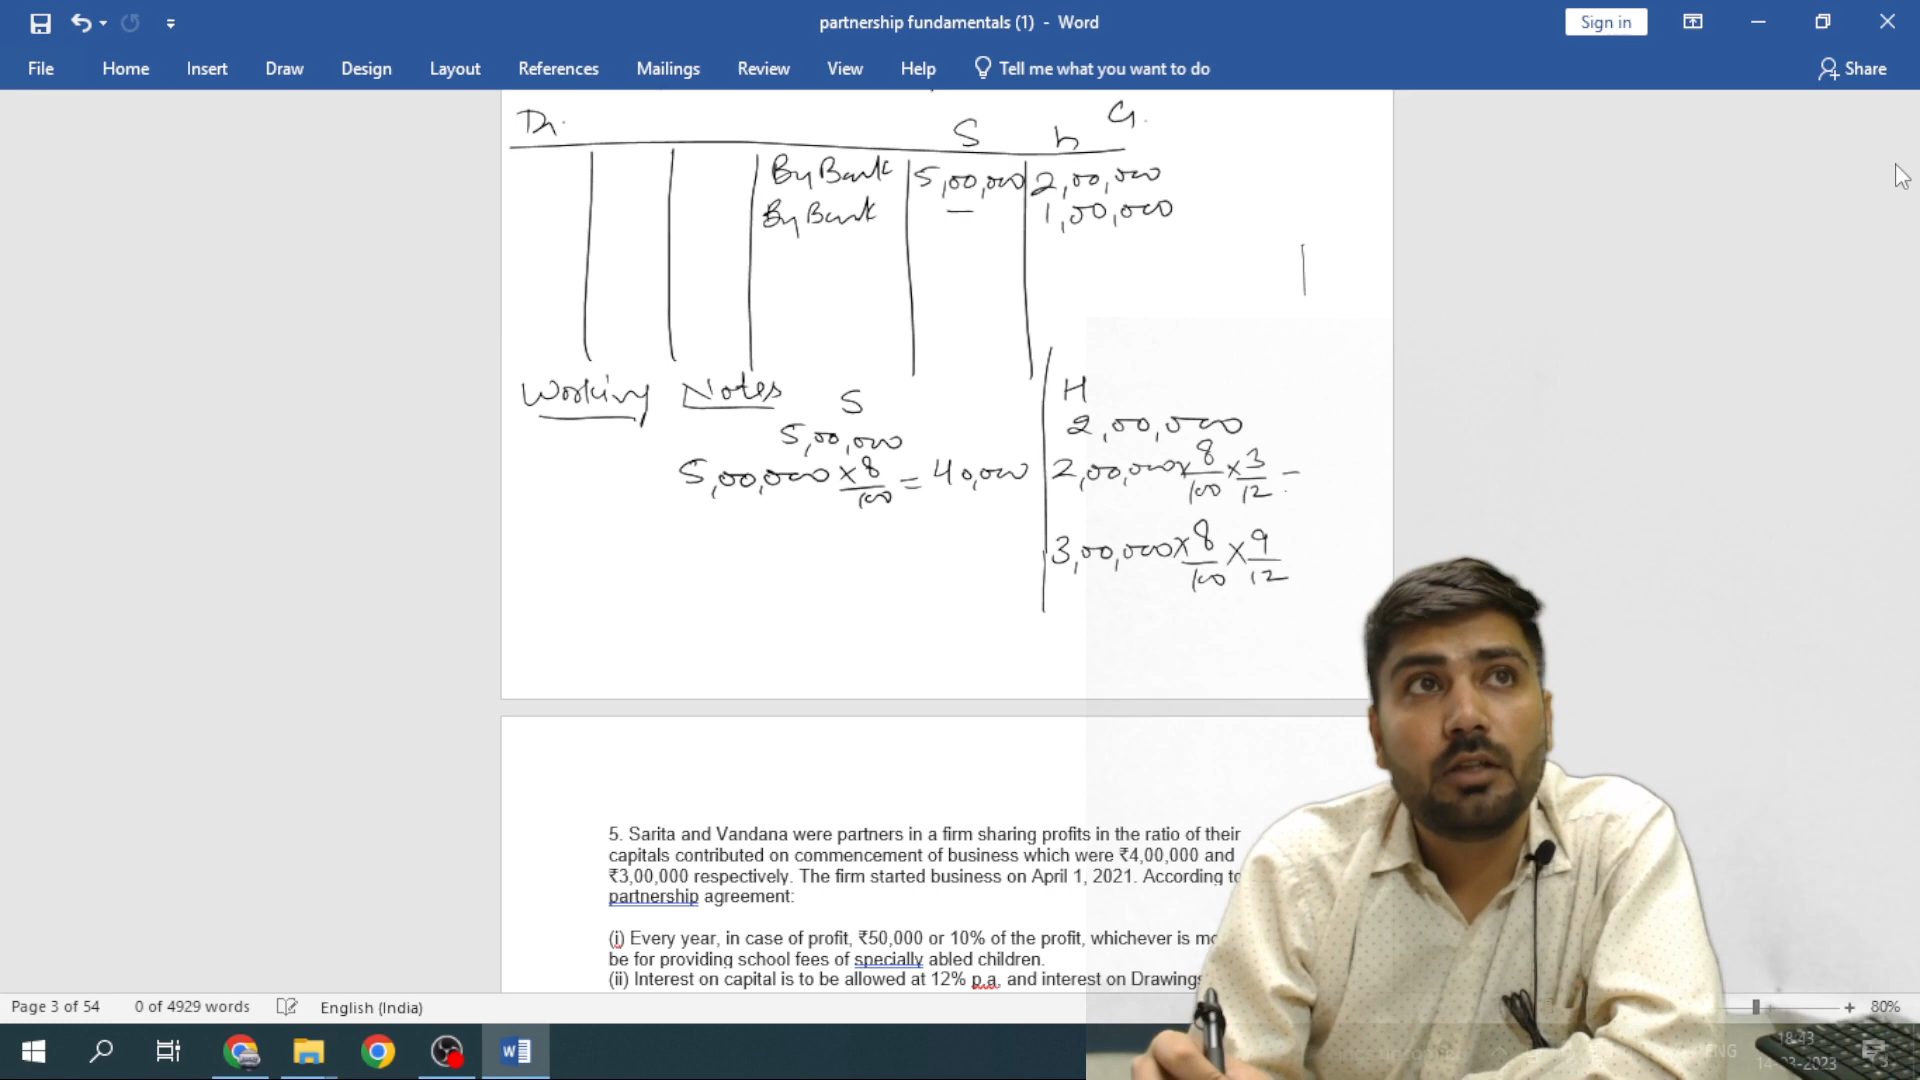 partnership fundamentals (1) - Word
Sign in
File Home Insert Draw Design Layout References Mailings Review View Help Tell me what you want to do Share
Dr. Cr.
S h
By Bank 5,00,000 2,00,000
By Bank — 1,00,000
Working Notes
S
5,00,000
5,00,000 × 8/100 = 40,000
H
2,00,000
2,00,000 × 8/100 × 3/12 =
3,00,000 × 8/100 × 9/12
5. Sarita and Vandana were partners in a firm sharing profits in the ratio of their
capitals contributed on commencement of business which were ₹4,00,000 and
₹3,00,000 respectively. The firm started business on April 1, 2021. According to
partnership agreement:
(i) Every year, in case of profit, ₹50,000 or 10% of the profit, whichever is mo
be for providing school fees of specially abled children.
(ii) Interest on capital is to be allowed at 12% p.a. and interest on Drawings
Page 3 of 54 0 of 4929 words English (India) 80%
ENG
18:43
14-03-2023